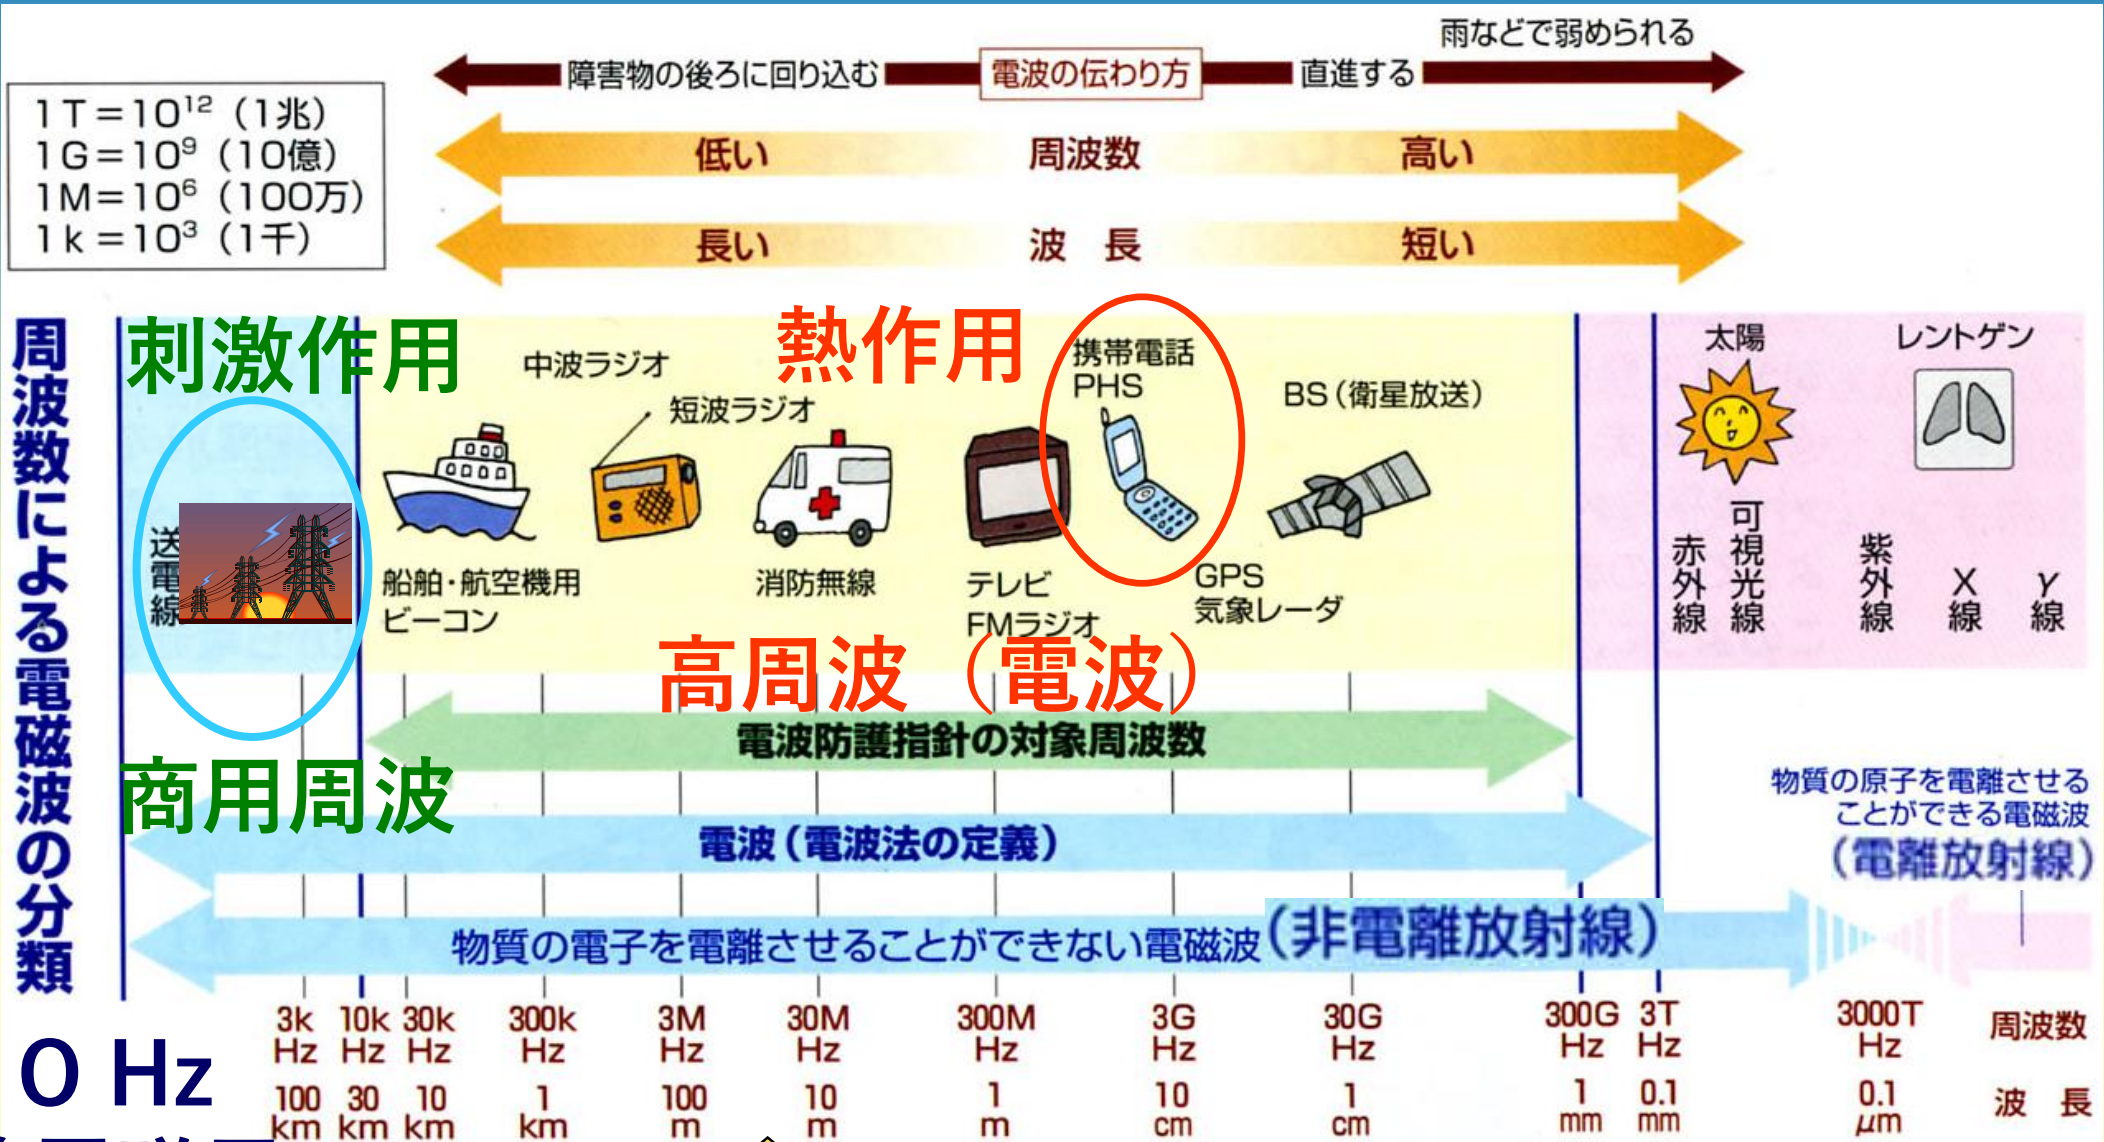 雨などで弱められる
障害物の後ろに回り込む 電波の伝わり方 直進する
1T=10¹²（1兆）
1G=10⁹（10億）
1M=10⁶（100万）
1k=10³（1千）
低い 周波数 高い
長い 波 長 短い
周波数による電磁波の分類
刺激作用
熱作用
中波ラジオ
短波ラジオ
携帯電話
PHS
BS（衛星放送）
太陽
レントゲン
送電線
船舶・航空機用
ビーコン
消防無線
テレビ
FMラジオ
GPS
気象レーダ
赤外線
可視光線
紫外線
X線
γ線
高周波（電波）
電波防護指針の対象周波数
商用周波
電波（電波法の定義）
物質の原子を電離させる
ことができる電磁波
（電離放射線）
物質の電子を電離させることができない電磁波（非電離放射線）
0 Hz
3k 10k 30k 300k 3M 30M 300M 3G 30G 300G 3T 3000T 周波数
Hz Hz Hz Hz Hz Hz Hz Hz Hz Hz Hz Hz
100 30 10 1 100 10 1 10 1 1 0.1 0.1 波 長
km km km km m m m cm cm mm mm μm